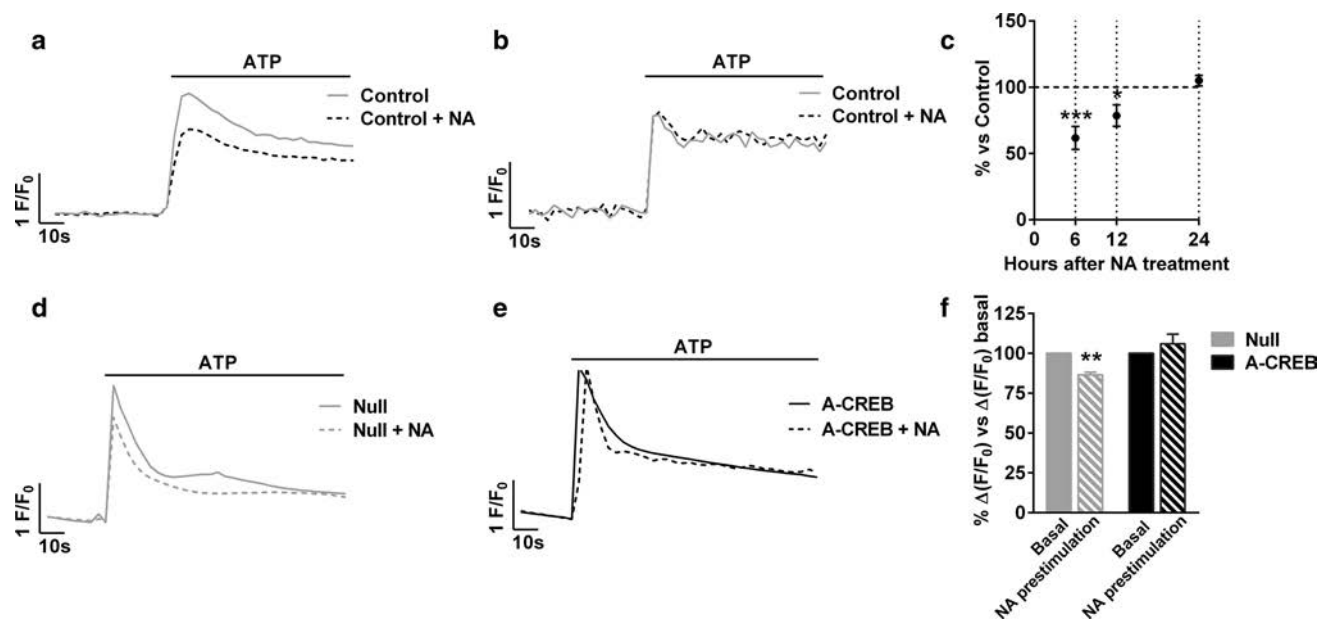 a
ATP
Control
Control + NA
1 F/F0
10s
b
ATP
Control
Control + NA
1 F/F0
10s
c
% vs Control
150
100
50
0
***
*
0 6 12 24
Hours after NA treatment
d
ATP
Null
Null + NA
1 F/F0
10s
e
ATP
A-CREB
A-CREB + NA
1 F/F0
10s
f
% Δ(F/F0) vs Δ(F/F0) basal
125
100
75
50
25
0
**
Basal
NA prestimulation
Basal
NA prestimulation
Null
A-CREB